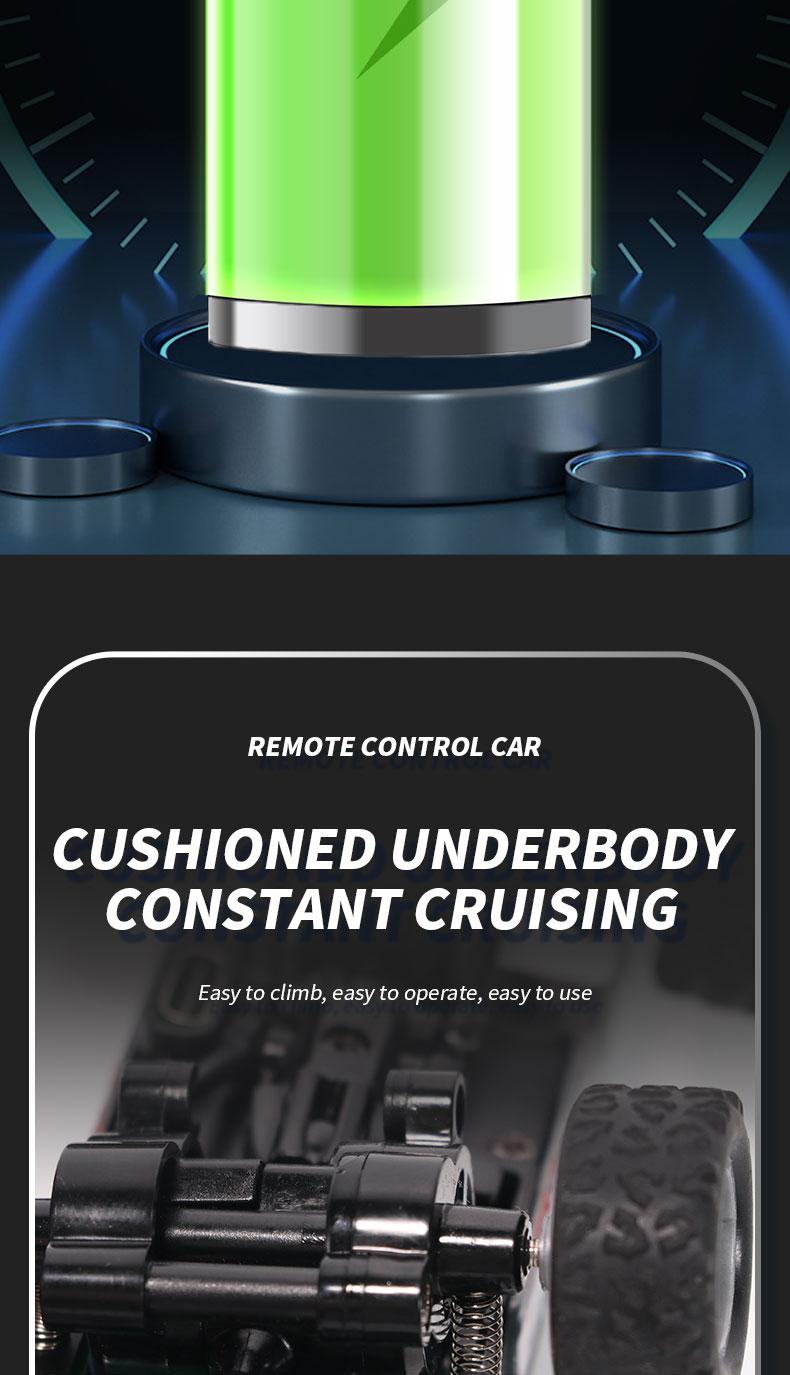 REMOTE CONTROL CAR
CUSHIONED UNDERBODY
CONSTANT CRUISING
Easy to climb, easy to operate, easy to use